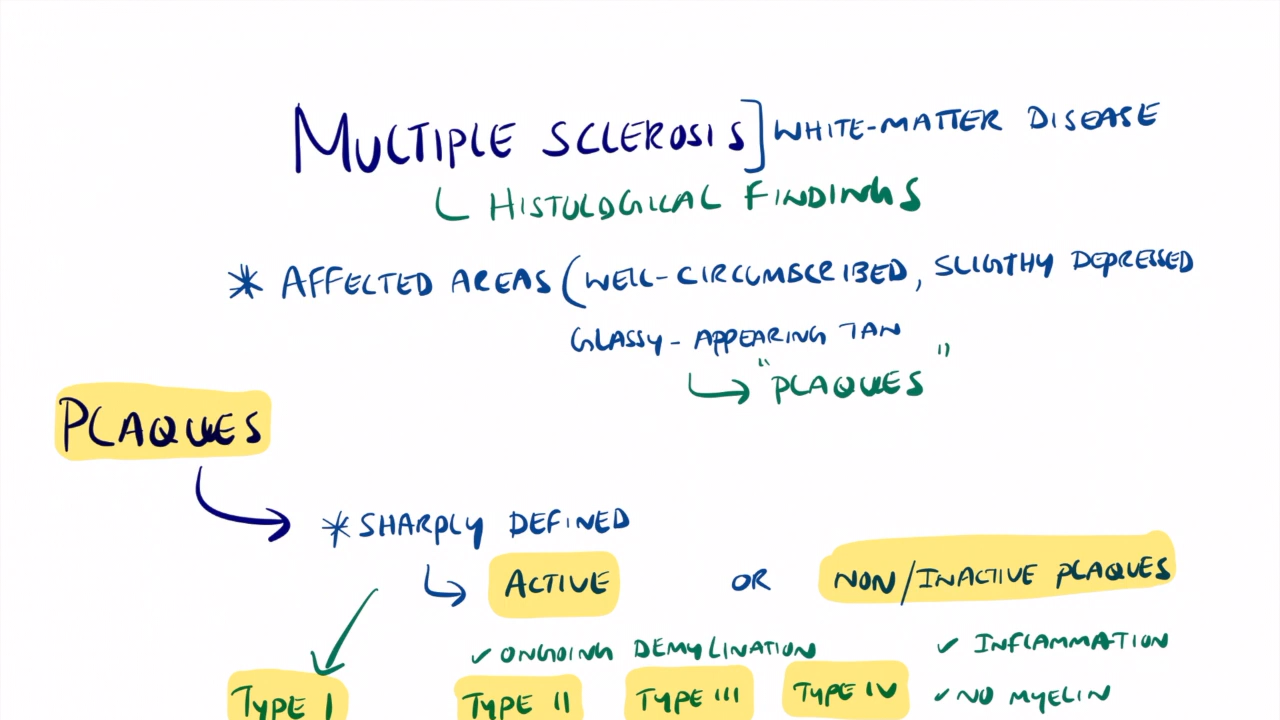 MULTIPLE SCLEROSIS] WHITE-MATTER DISEASE
HISTOLOGICAL FINDINGS
* AFFECTED AREAS (WELL-CIRCUMBSCRIBED, SLIGTHY DEPRESSED
GLASSY-APPEARING TAN
"PLAQUES"
PLAQUES
* SHARPLY DEFINED
ACTIVE OR NON/INACTIVE PLAQUES
✓ ONGOING DEMYLINATION ✓ INFLAMMATION
TYPE I TYPE II TYPE III TYPE IV ✓ NO MYELIN